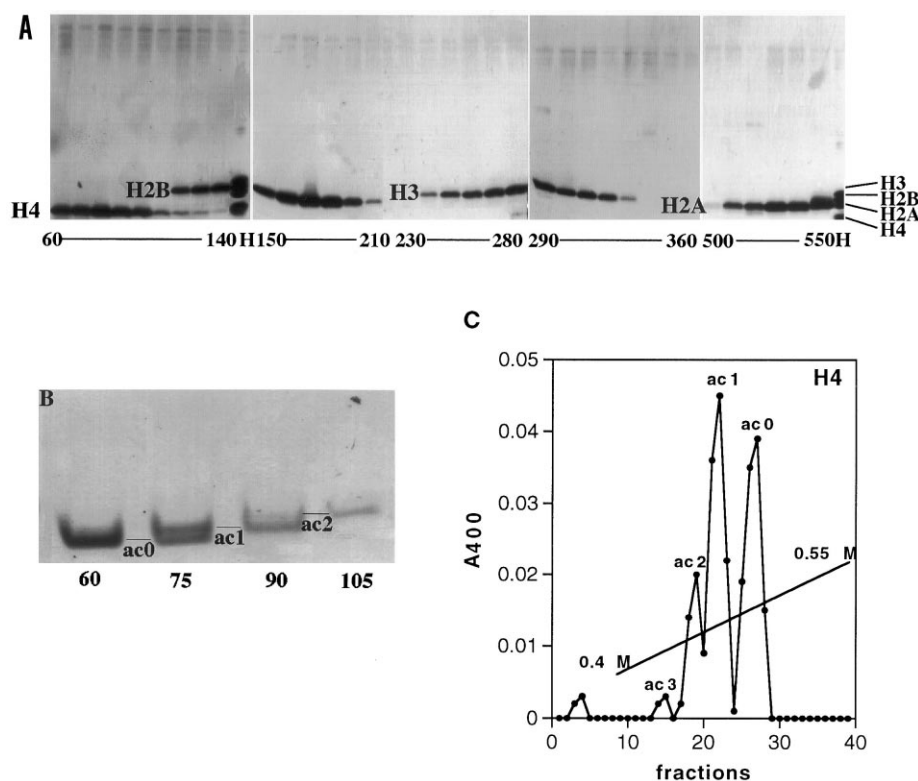 A
H2B
H4
H3
H2A
H3
H2B
H2A
H4
60 140 H150 210 230 280 290 360 500 550H
C
B
ac0 ac1 ac2
60 75 90 105
H4
ac 1
ac 0
ac 2
ac 3
0.55 M
0.4 M
A400
0.05
0.04
0.03
0.02
0.01
0
0 10 20 30 40
fractions